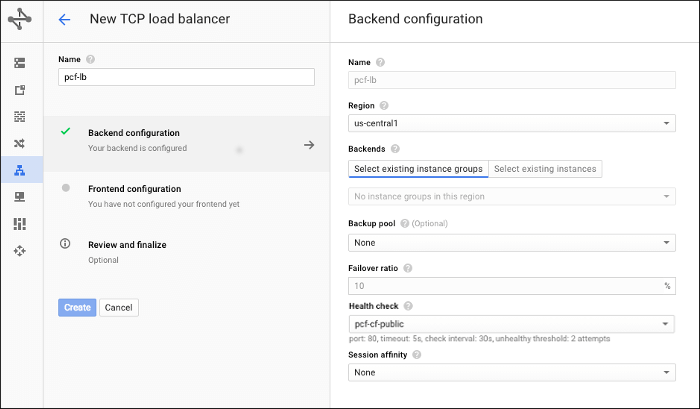 New TCP load balancer
Name
pcf-lb
Backend configuration
Your backend is configured
Frontend configuration
You have not configured your frontend yet
Review and finalize
Optional
Create
Cancel
Backend configuration
Name
pcf-lb
Region
us-central1
Backends
Select existing instance groups
Select existing instances
No instance groups in this region
Backup pool (Optional)
None
Failover ratio
10 %
Health check
pcf-cf-public
port: 80, timeout: 5s, check interval: 30s, unhealthy threshold: 2 attempts
Session affinity
None